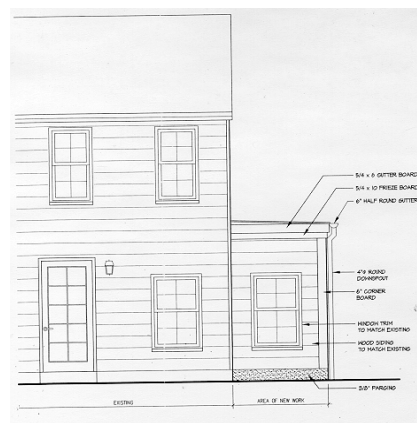 5/4 x 6 GUTTER BOARD
5/4 x 10 FRIEZE BOARD
6" HALF ROUND GUTTER
4"Ø ROUND
DOWNSPOUT
6" CORNER
BOARD
WINDOW TRIM
TO MATCH EXISTING
WOOD SIDING
TO MATCH EXISTING
5/8" PARGING
EXISTING
AREA OF NEW WORK